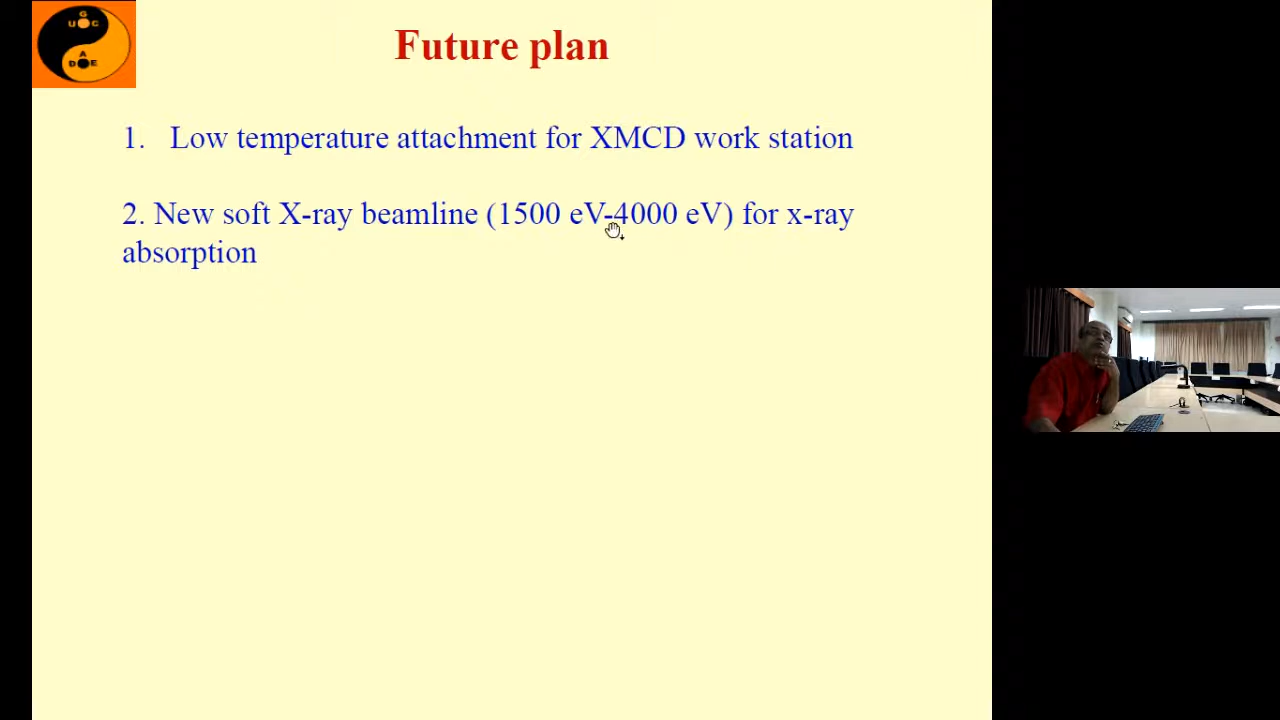 G
U C
A
D E
Future plan
1. Low temperature attachment for XMCD work station
2. New soft X-ray beamline (1500 eV-4000 eV) for x-ray
absorption